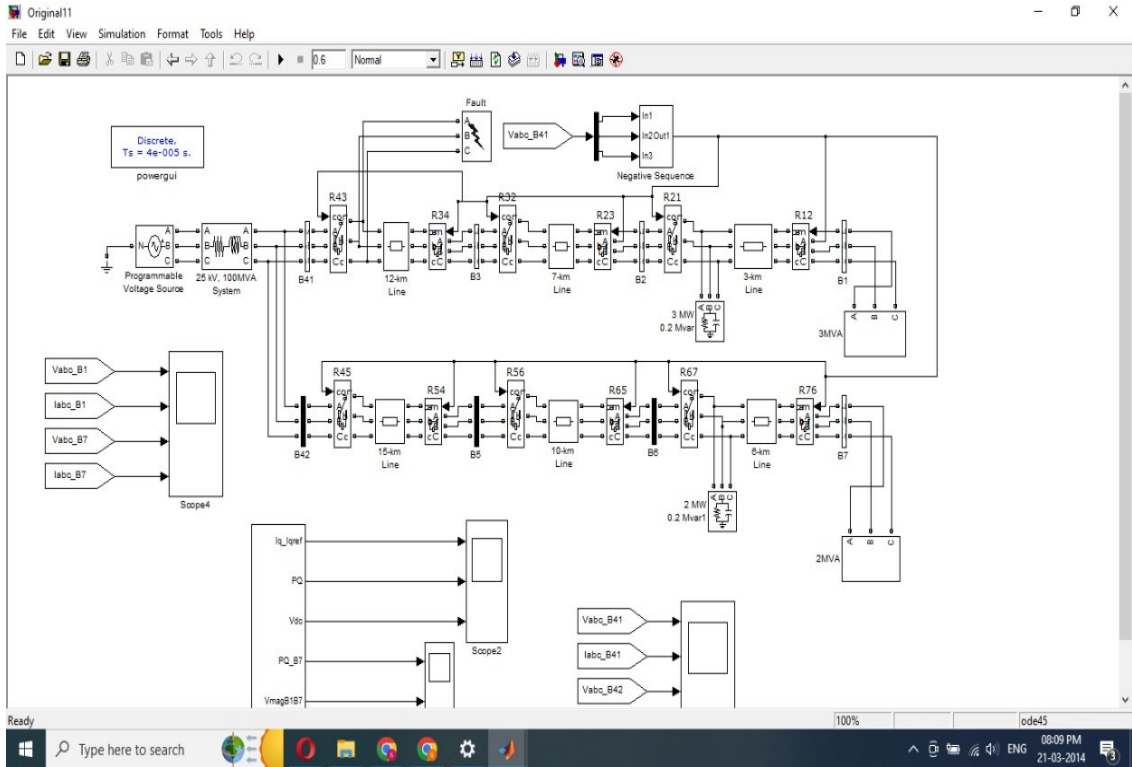 Original11
File Edit View Simulation Format Tools Help
0.6 Normal
Fault
A
B
C
Discrete,
Ts = 4e-005 s.
powergui
Vabc_B41
In1
In2 Out1
In3
Negative Sequence
R43 R34 R32 R23 R21 R12
N A B C
A B C A B C
Programmable
Voltage Source
25 kV, 100MVA
System
B41
12-km
Line
B3
7-km
Line
B2
3-km
Line
B1
3 MW
0.2 Mvar
A B C
A B C
3MVA
Vabc_B1
Iabc_B1
Vabc_B7
Iabc_B7
Scope4
R45 R54 R56 R65 R67 R76
B42
15-km
Line
B5
10-km
Line
B6
6-km
Line
B7
2 MW
0.2 Mvar1
A B C
A B C
2MVA
Iq_Iqref
PQ
Vdc
PQ_B7
VmagB1B7
Scope2
Vabc_B41
Iabc_B41
Vabc_B42
Ready 100% ode45
Type here to search
ENG
08:09 PM
21-03-2014
3